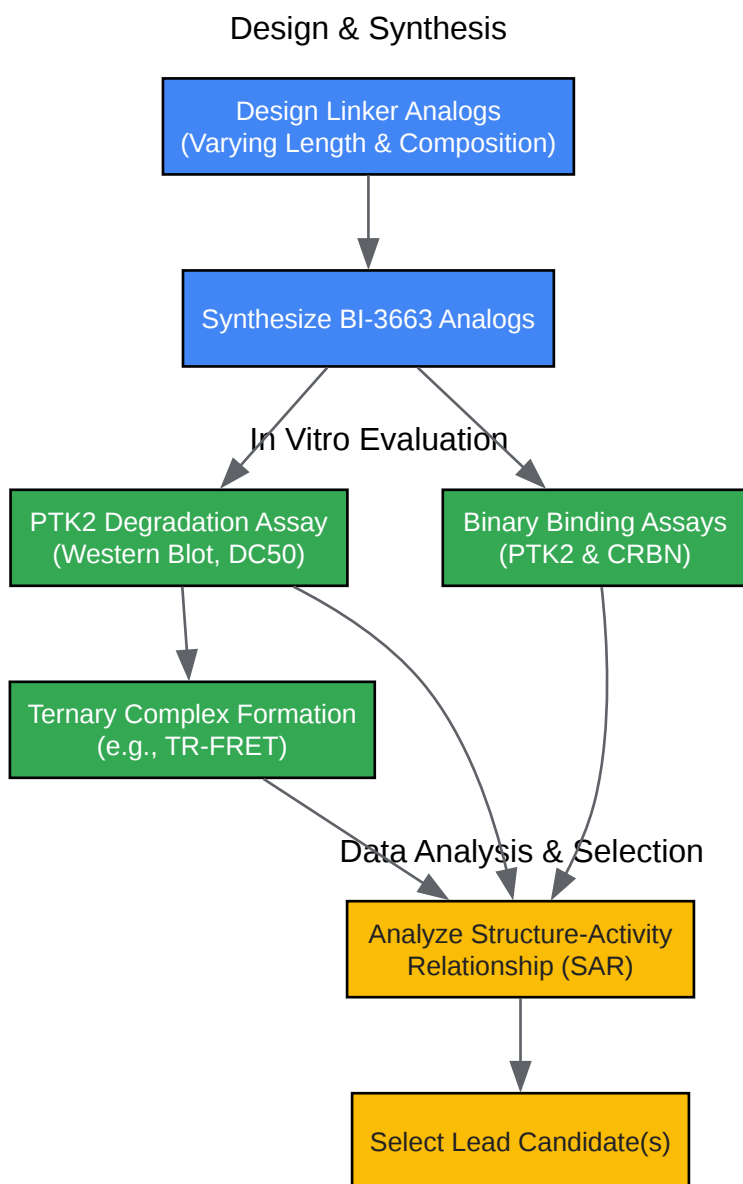 Design & Synthesis
Design Linker Analogs
(Varying Length & Composition)
Synthesize BI-3663 Analogs
In Vitro Evaluation
PTK2 Degradation Assay
(Western Blot, DC50)
Binary Binding Assays
(PTK2 & CRBN)
Ternary Complex Formation
(e.g., TR-FRET)
Data Analysis & Selection
Analyze Structure-Activity
Relationship (SAR)
Select Lead Candidate(s)